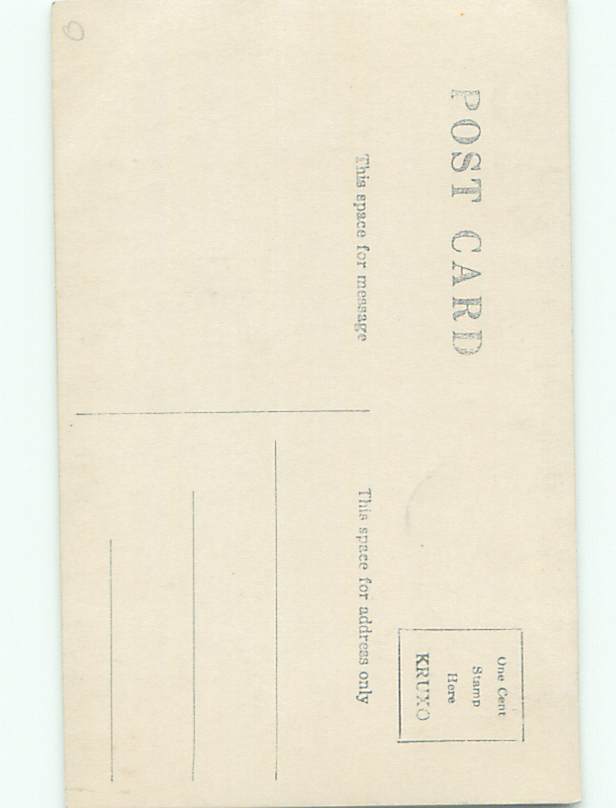 POST CARD
This space for message
This space for address only
One Cent
Stamp
Here
KRUXO